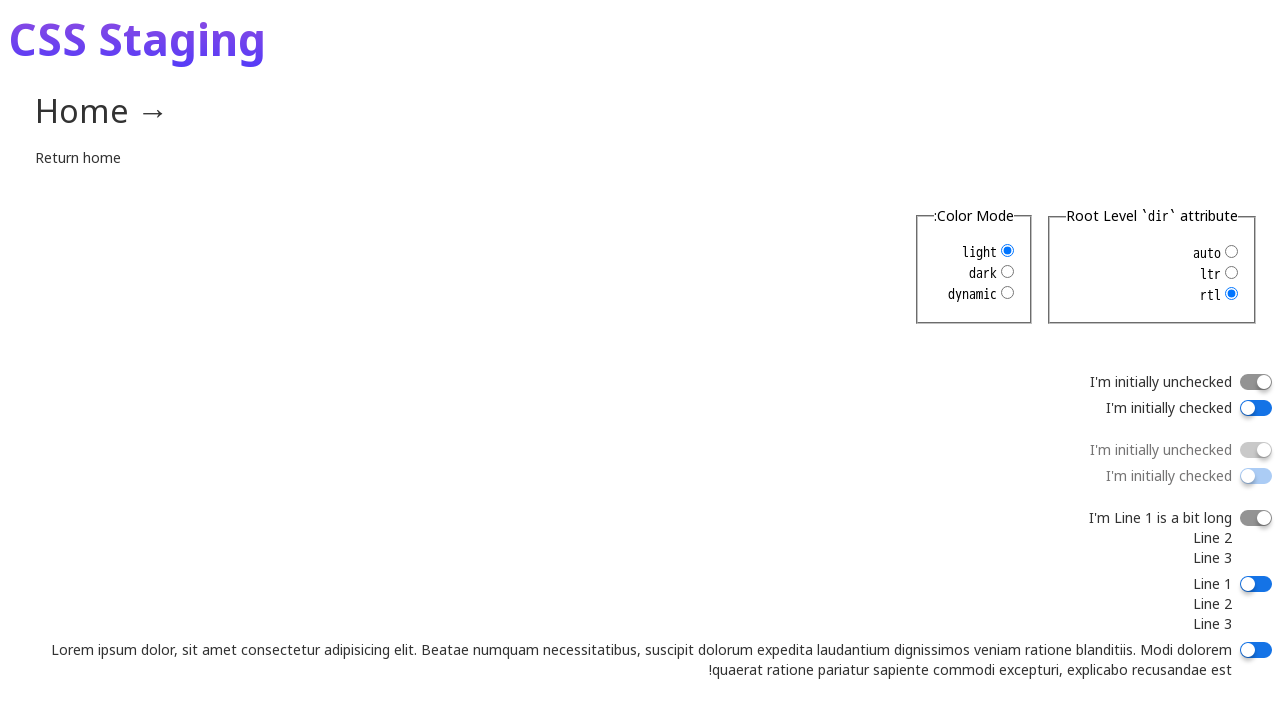 CSS Staging
Home →
Return home
Root Level `dir` attribute
auto
ltr
rtl
:Color Mode
light
dark
dynamic
I'm initially unchecked
I'm initially checked
I'm initially unchecked
I'm initially checked
I'm Line 1 is a bit long
Line 2
Line 3
Line 1
Line 2
Line 3
Lorem ipsum dolor, sit amet consectetur adipisicing elit. Beatae numquam necessitatibus, suscipit dolorum expedita laudantium dignissimos veniam ratione blanditiis. Modi dolorem
!quaerat ratione pariatur sapiente commodi excepturi, explicabo recusandae est